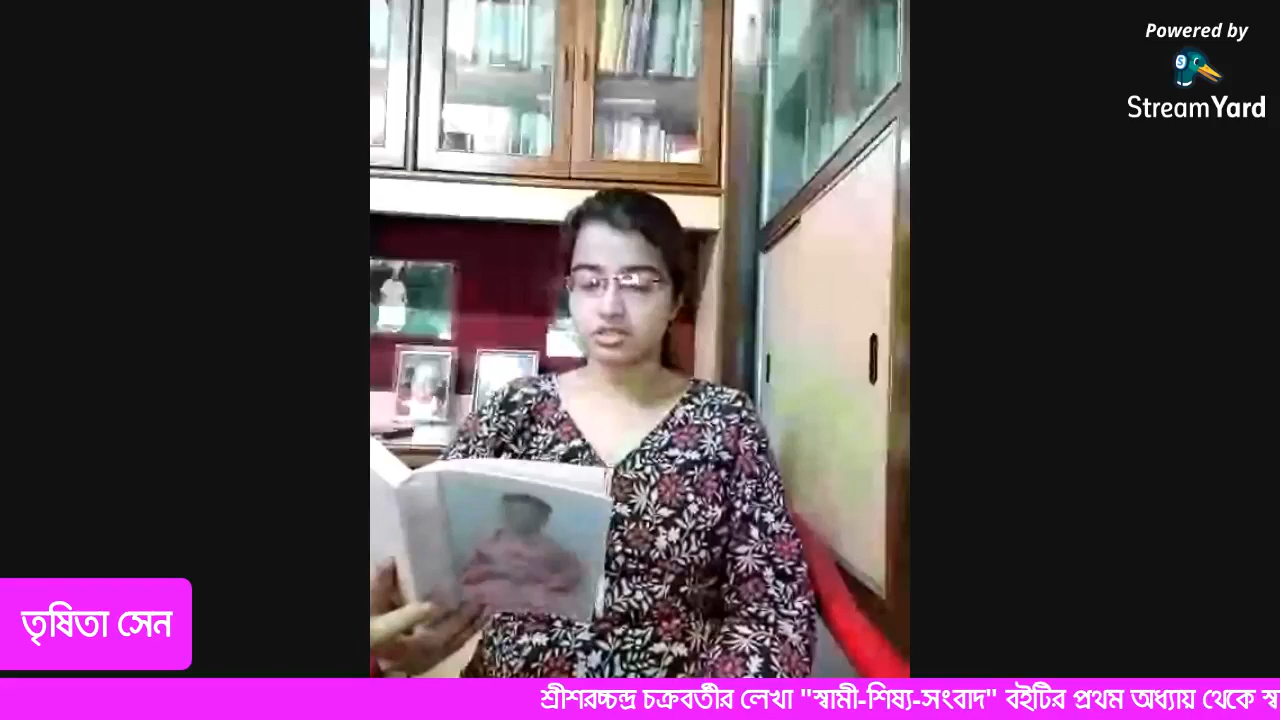 Powered by
StreamYard
তৃষিতা সেন
শ্রীশরচ্চন্দ্র চক্রবর্তীর লেখা "স্বামী-শিষ্য-সংবাদ" বইটির প্রথম অধ্যায় থেকে